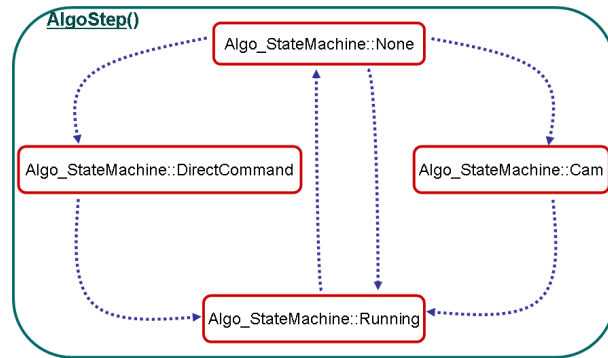 AlgoStep()
Algo_StateMachine::None
Algo_StateMachine::DirectCommand
Algo_StateMachine::Cam
Algo_StateMachine::Running